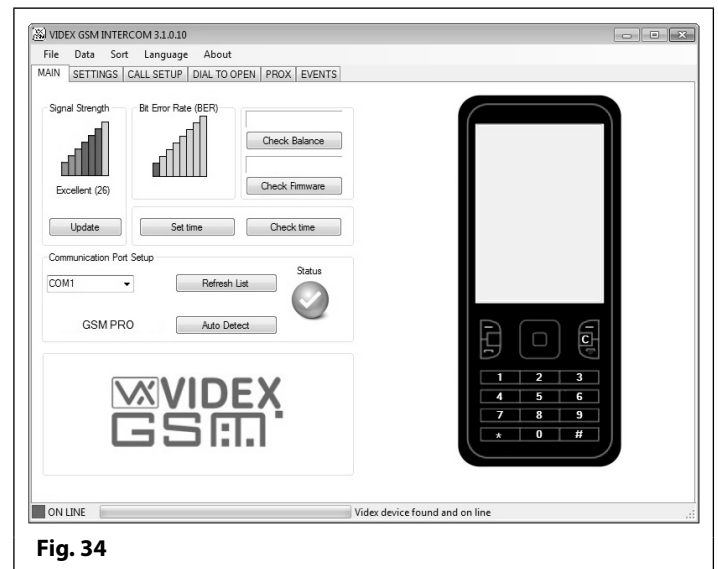 VIDEX GSM INTERCOM 3.1.0.10
File Data Sort Language About
MAIN SETTINGS CALL SETUP DIAL TO OPEN PROX EVENTS
Signal Strength
Excellent (26)
Update
Bit Error Rate (BER)
Check Balance
Check Firmware
Set time Check time
Communication Port Setup
COM1
Refresh List
Status
GSM PRO
Auto Detect
VIDEX
GSM
C
1 2 3
4 5 6
7 8 9
* 0 #
ON LINE
Videx device found and on line
Fig. 34